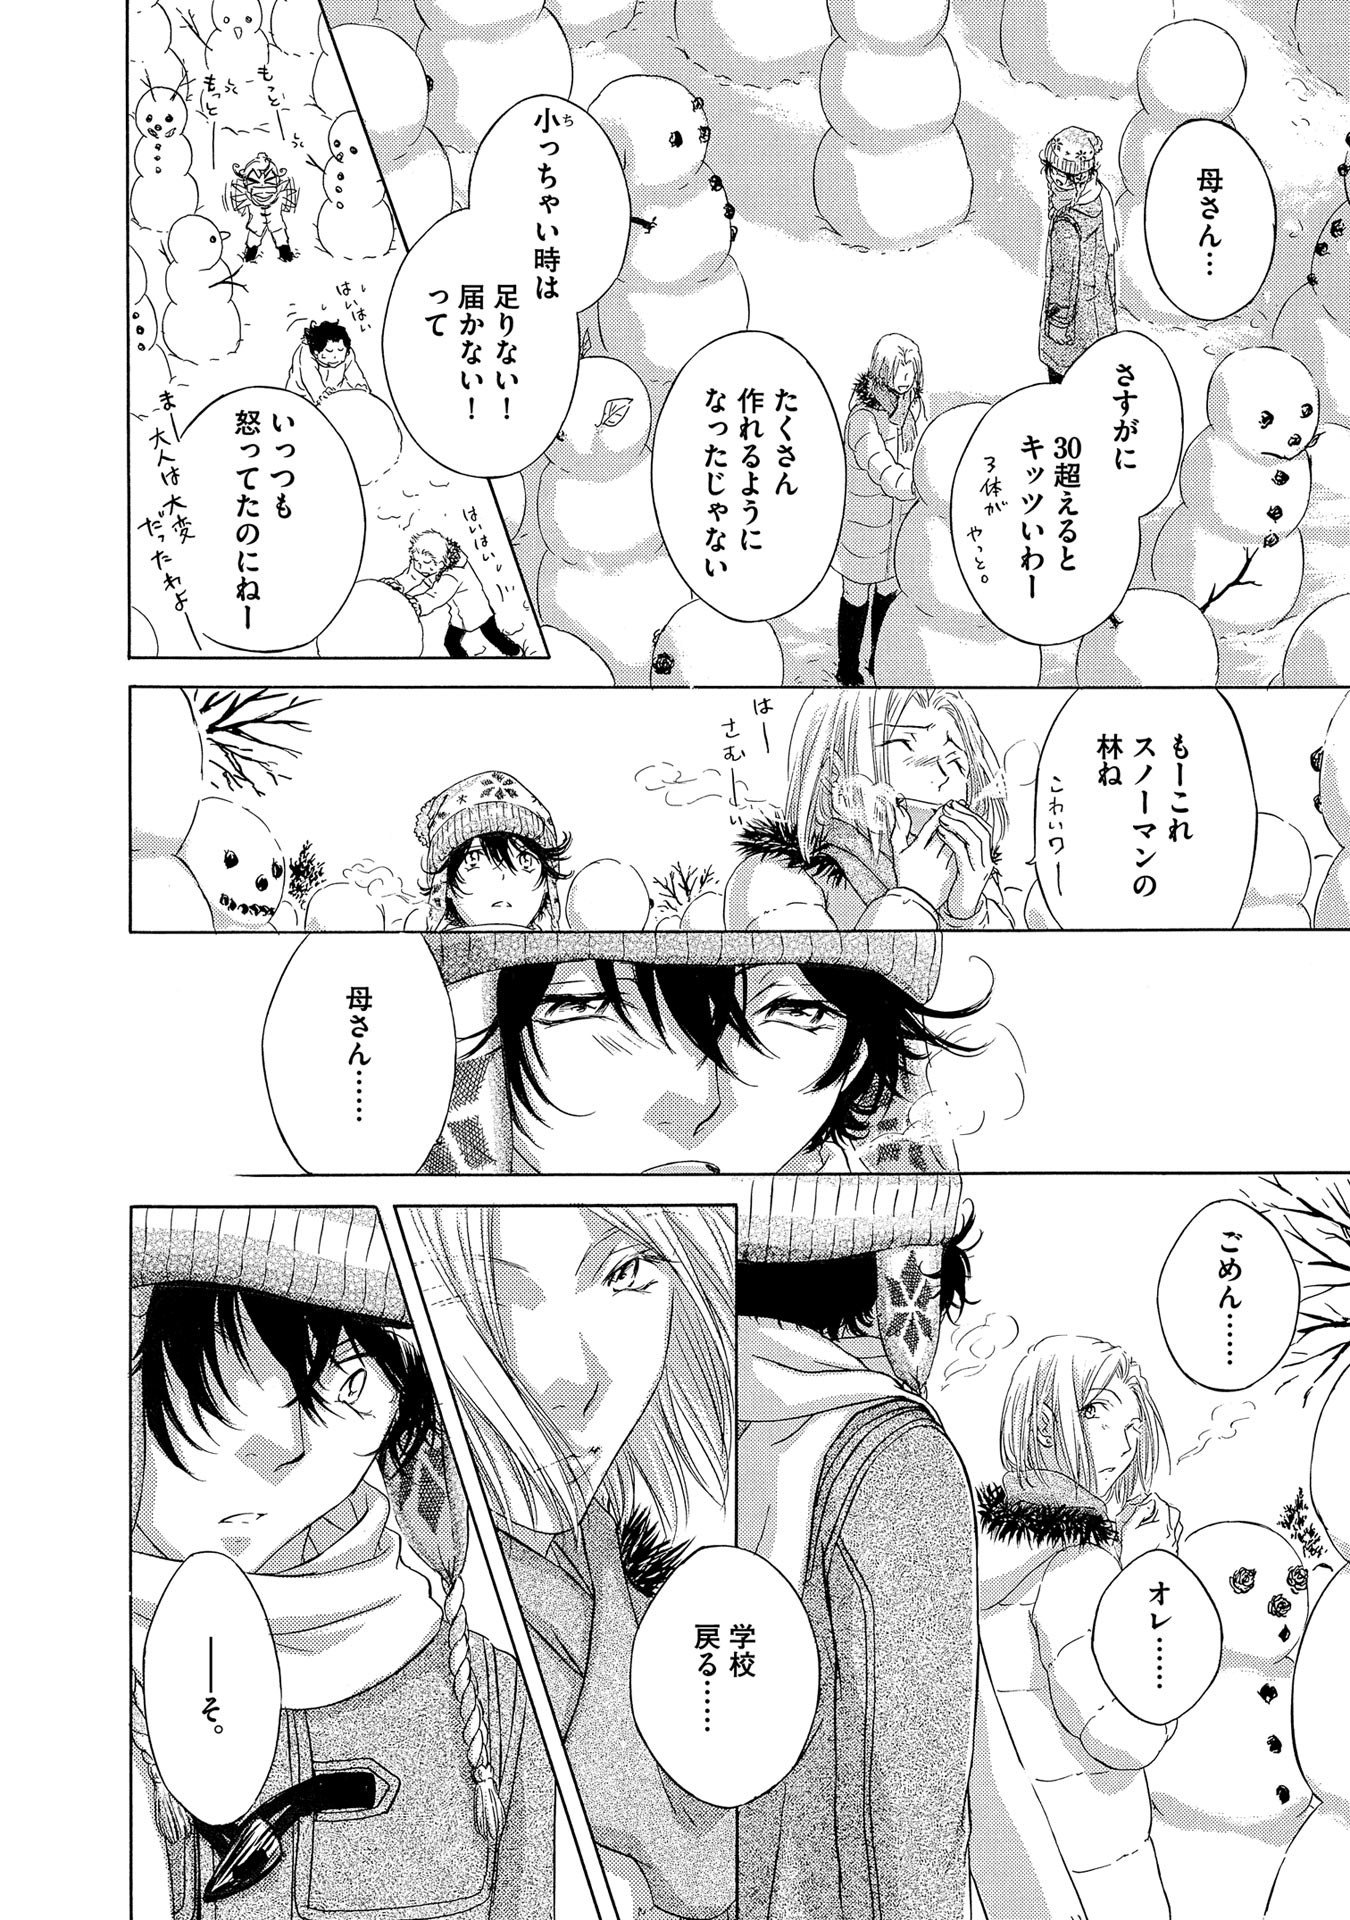 母さん…
さすがに
30超えると
キッツいわー
3体が
やっと。
たくさん
作れるように
なったじゃない
小っちゃい時は
ち
足りない！
届かない！
って
もっと
もっと
はいはい
はいはい
いっつも
怒ってたのにねー
まー大人は大変
だったわよ
もーこれ
スノーマンの
林ね
こわいワー
はー
さむーい
母さん……
ごめん……
オレ……
学校
戻る……
――そ。